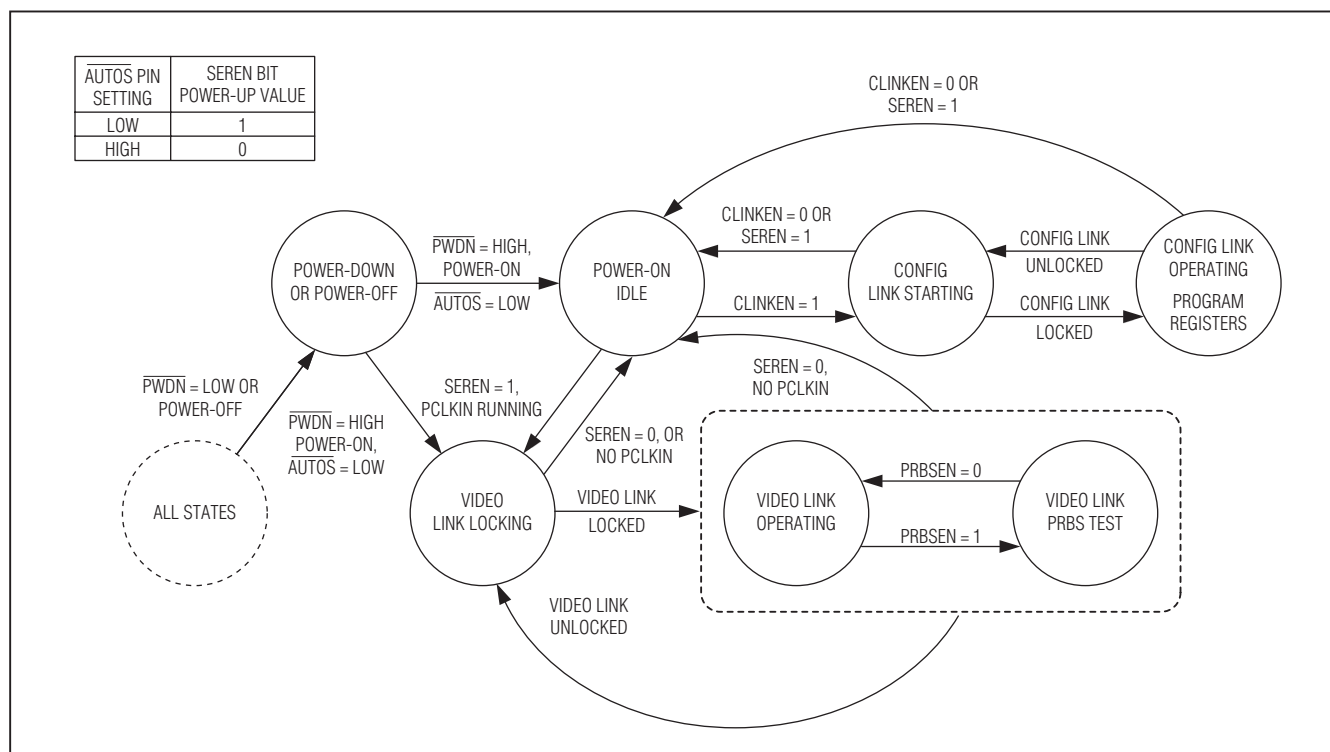 AUTOS PIN SETTING
SEREN BIT POWER-UP VALUE
LOW
1
HIGH
0
CLINKEN = 0 OR
SEREN = 1
POWER-DOWN
OR POWER-OFF
PWDN = HIGH,
POWER-ON
AUTOS = LOW
POWER-ON
IDLE
CLINKEN = 0 OR
SEREN = 1
CLINKEN = 1
CONFIG
LINK STARTING
CONFIG LINK
UNLOCKED
CONFIG LINK
LOCKED
CONFIG LINK
OPERATING
PROGRAM
REGISTERS
PWDN = LOW OR
POWER-OFF
ALL STATES
PWDN = HIGH
POWER-ON,
AUTOS = LOW
SEREN = 1,
PCLKIN RUNNING
SEREN = 0, OR
NO PCLKIN
SEREN = 0,
NO PCLKIN
VIDEO
LINK LOCKING
VIDEO LINK
LOCKED
VIDEO LINK
OPERATING
PRBSEN = 0
PRBSEN = 1
VIDEO LINK
PRBS TEST
VIDEO LINK
UNLOCKED